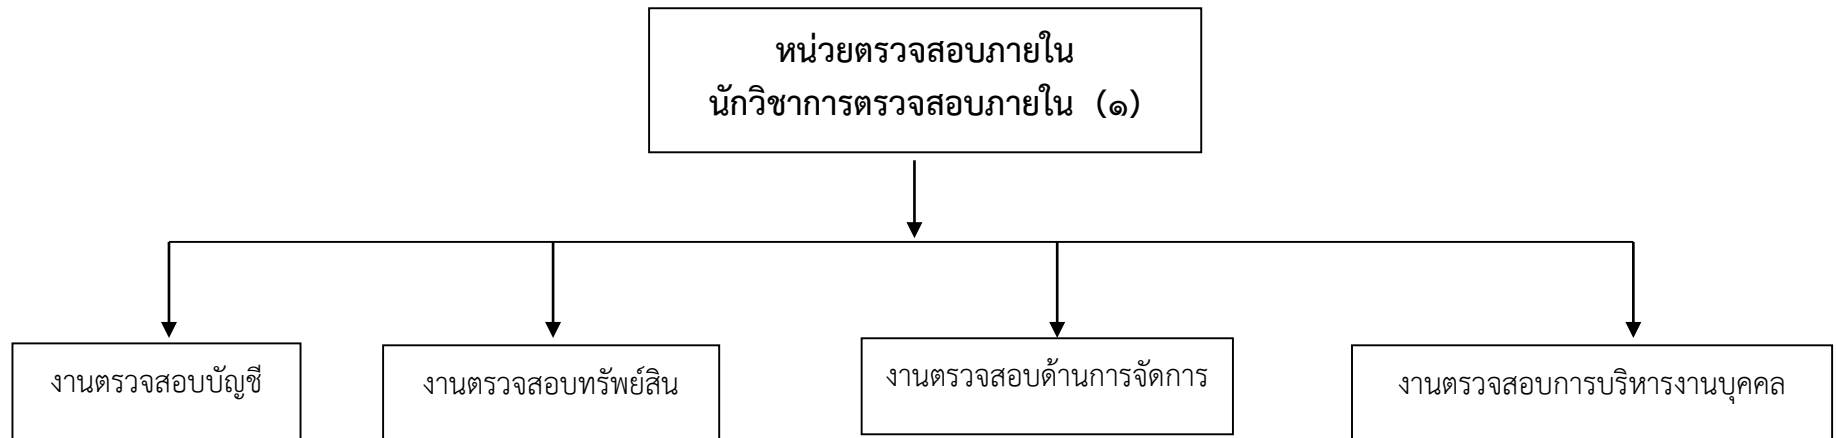 หน่วยตรวจสอบภายใน
นักวิชาการตรวจสอบภายใน (๑)
งานตรวจสอบบัญชี
งานตรวจสอบทรัพย์สิน
งานตรวจสอบด้านการจัดการ
งานตรวจสอบการบริหารงานบุคคล